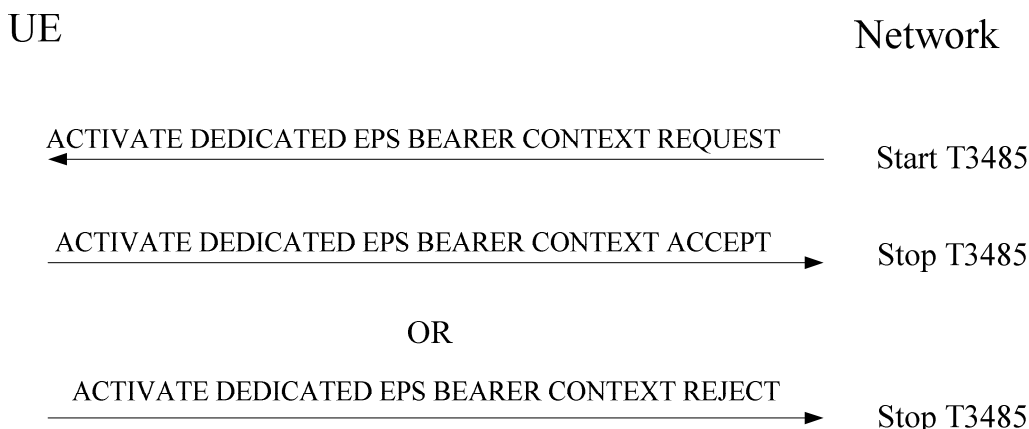 UE
Network
ACTIVATE DEDICATED EPS BEARER CONTEXT REQUEST
Start T3485
ACTIVATE DEDICATED EPS BEARER CONTEXT ACCEPT
Stop T3485
OR
ACTIVATE DEDICATED EPS BEARER CONTEXT REJECT
Stop T3485